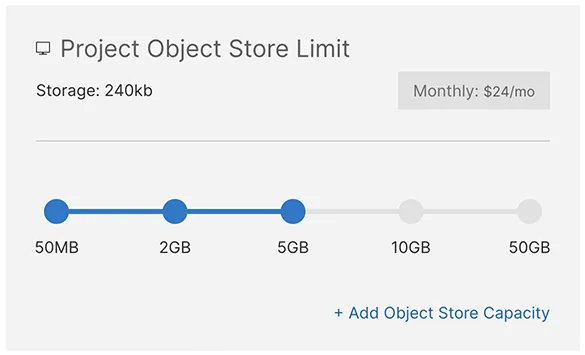 Project Object Store Limit
Storage: 240kb
Monthly: $24/mo
50MB 2GB 5GB 10GB 50GB
+ Add Object Store Capacity